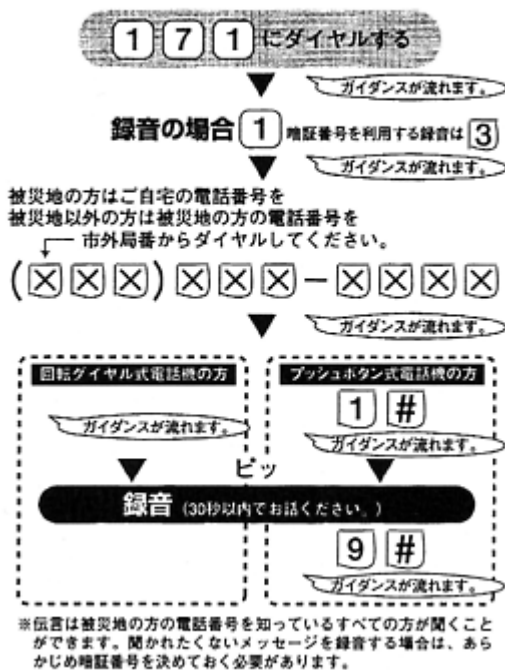 171にダイヤルする
ガイダンスが流れます。
録音の場合 1 暗証番号を利用する録音は 3
ガイダンスが流れます。
被災地の方はご自宅の電話番号を
被災地以外の方は被災地の方の電話番号を
市外局番からダイヤルしてください。
(×××)×××－××××
ガイダンスが流れます。
回転ダイヤル式電話機の方
プッシュボタン式電話機の方
1 #
ガイダンスが流れます。
ガイダンスが流れます。
ピッ
録音 (30秒以内でお話ください。)
9 #
ガイダンスが流れます。
※伝言は被災地の方の電話番号を知っているすべての方が聞くこと
ができます。聞かれたくないメッセージを録音する場合は、あら
かじめ暗証番号を決めておく必要があります。